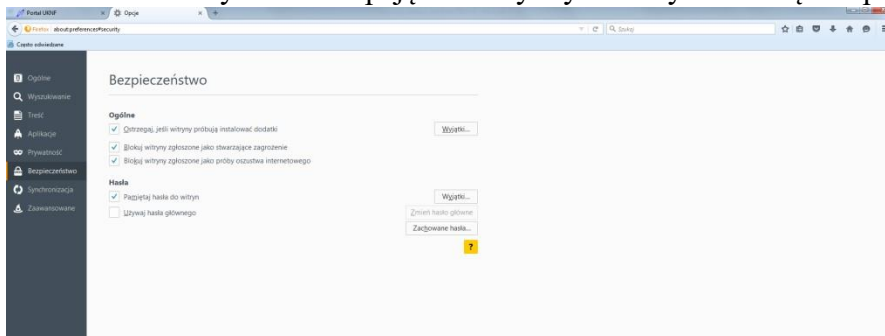 Portal UKNF × Opcje × +
Firefox about:preferences#security Szukaj
Często odwiedzane
Ogólne
Wyszukiwanie
Treść
Aplikacje
Prywatność
Bezpieczeństwo
Synchronizacja
Zaawansowane
Bezpieczeństwo
Ogólne
Ostrzegaj, jeśli witryny próbują instalować dodatki Wyjątki...
Blokuj witryny zgłoszone jako stwarzające zagrożenie
Blokuj witryny zgłoszone jako próby oszustwa internetowego
Hasła
Pamiętaj hasła do witryn Wyjątki...
Używaj hasła głównego Zmień hasło główne
Zachowane hasła...
?